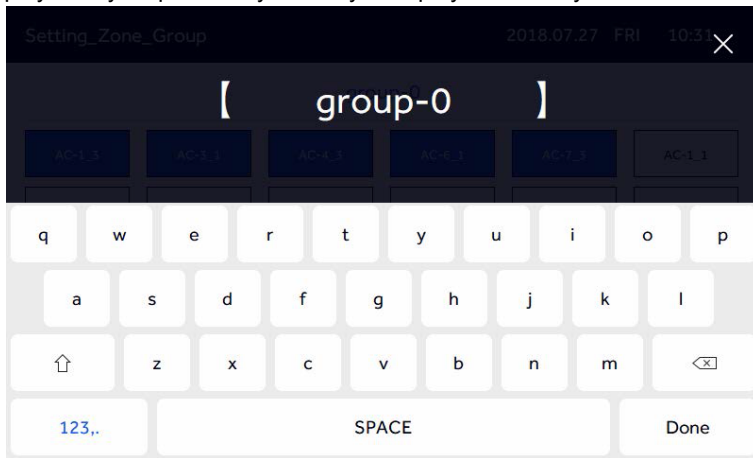 Setting_Zone_Group 2018.07.27 FRI 10:31
【 group-0 】
AC-1_3 AC-3_1 AC-4_3 AC-6_1 AC-7_3 AC-1_1
q w e r t y u i o p
a s d f g h j k l
z x c v b n m
123,. SPACE Done